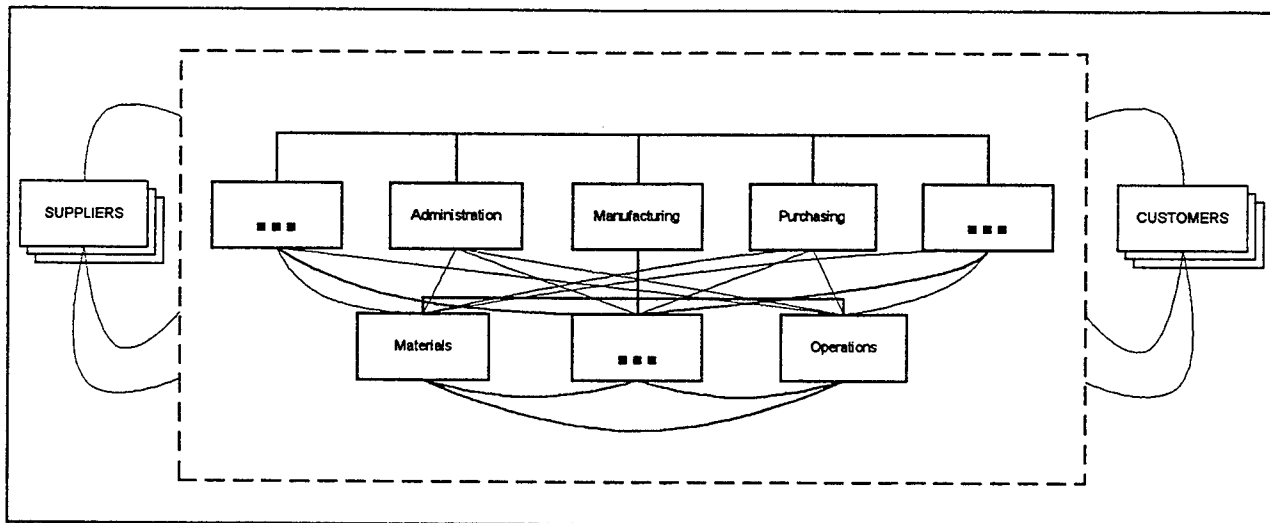 SUPPLIERS
■ ■ ■
Administration
Manufacturing
Purchasing
■ ■ ■
CUSTOMERS
Materials
■ ■ ■
Operations